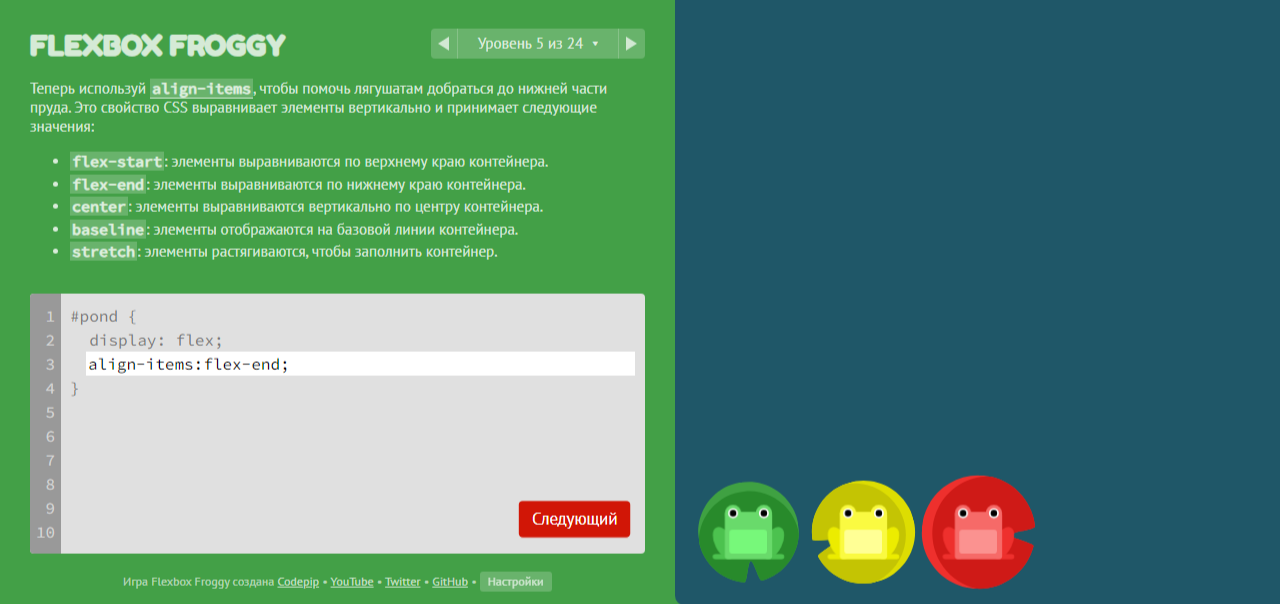 FLEXBOX FROGGY
◀ Уровень 5 из 24 ▾ ▶
Теперь используй align-items, чтобы помочь лягушатам добраться до нижней части
пруда. Это свойство CSS выравнивает элементы вертикально и принимает следующие
значения:
• flex-start: элементы выравниваются по верхнему краю контейнера.
• flex-end: элементы выравниваются по нижнему краю контейнера.
• center: элементы выравниваются вертикально по центру контейнера.
• baseline: элементы отображаются на базовой линии контейнера.
• stretch: элементы растягиваются, чтобы заполнить контейнер.
1 #pond {
2 display: flex;
3 align-items:flex-end;
4 }
5
6
7
8
9
10
Следующий
Игра Flexbox Froggy создана Codepip • YouTube • Twitter • GitHub • Настройки